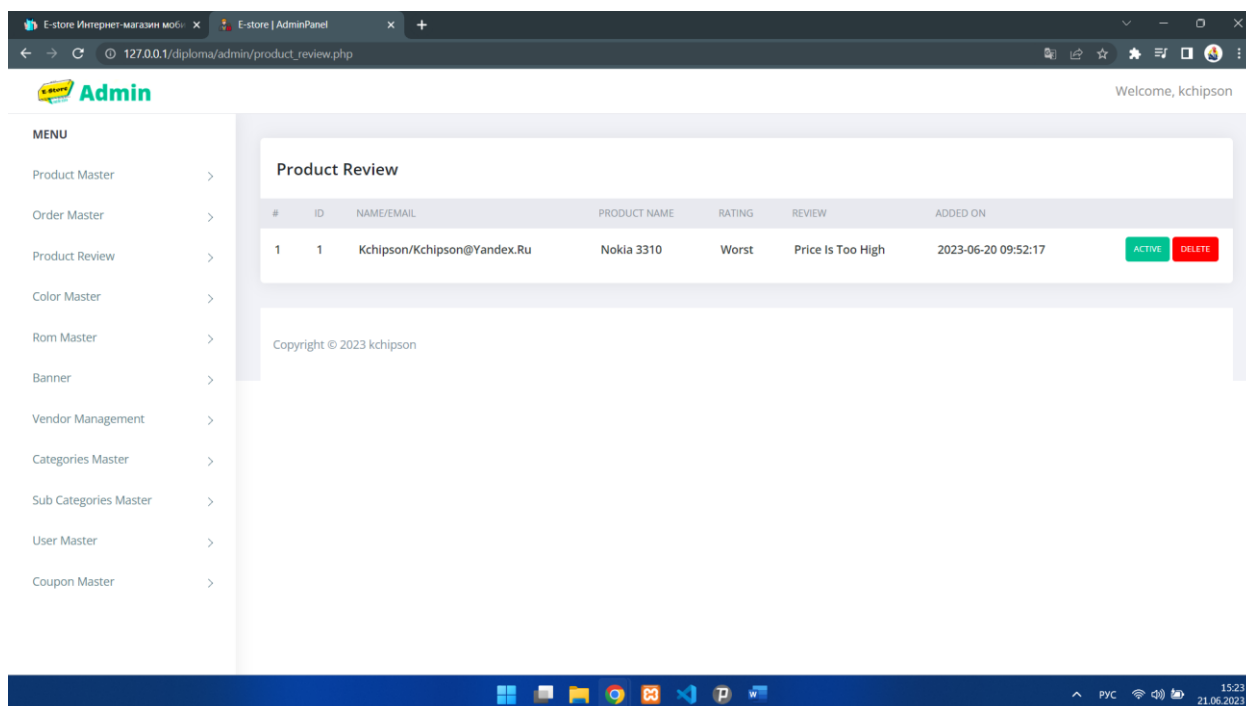 E-store Интернет-магазин моби
E-store | AdminPanel
127.0.0.1/diploma/admin/product_review.php
E-Store Admin
Welcome, kchipson
MENU
Product Master
Order Master
Product Review
Color Master
Rom Master
Banner
Vendor Management
Categories Master
Sub Categories Master
User Master
Coupon Master
Product Review
# ID NAME/EMAIL PRODUCT NAME RATING REVIEW ADDED ON
1 1 Kchipson/Kchipson@Yandex.Ru Nokia 3310 Worst Price Is Too High 2023-06-20 09:52:17 ACTIVE DELETE
Copyright © 2023 kchipson
РУС
15:23
21.06.2023